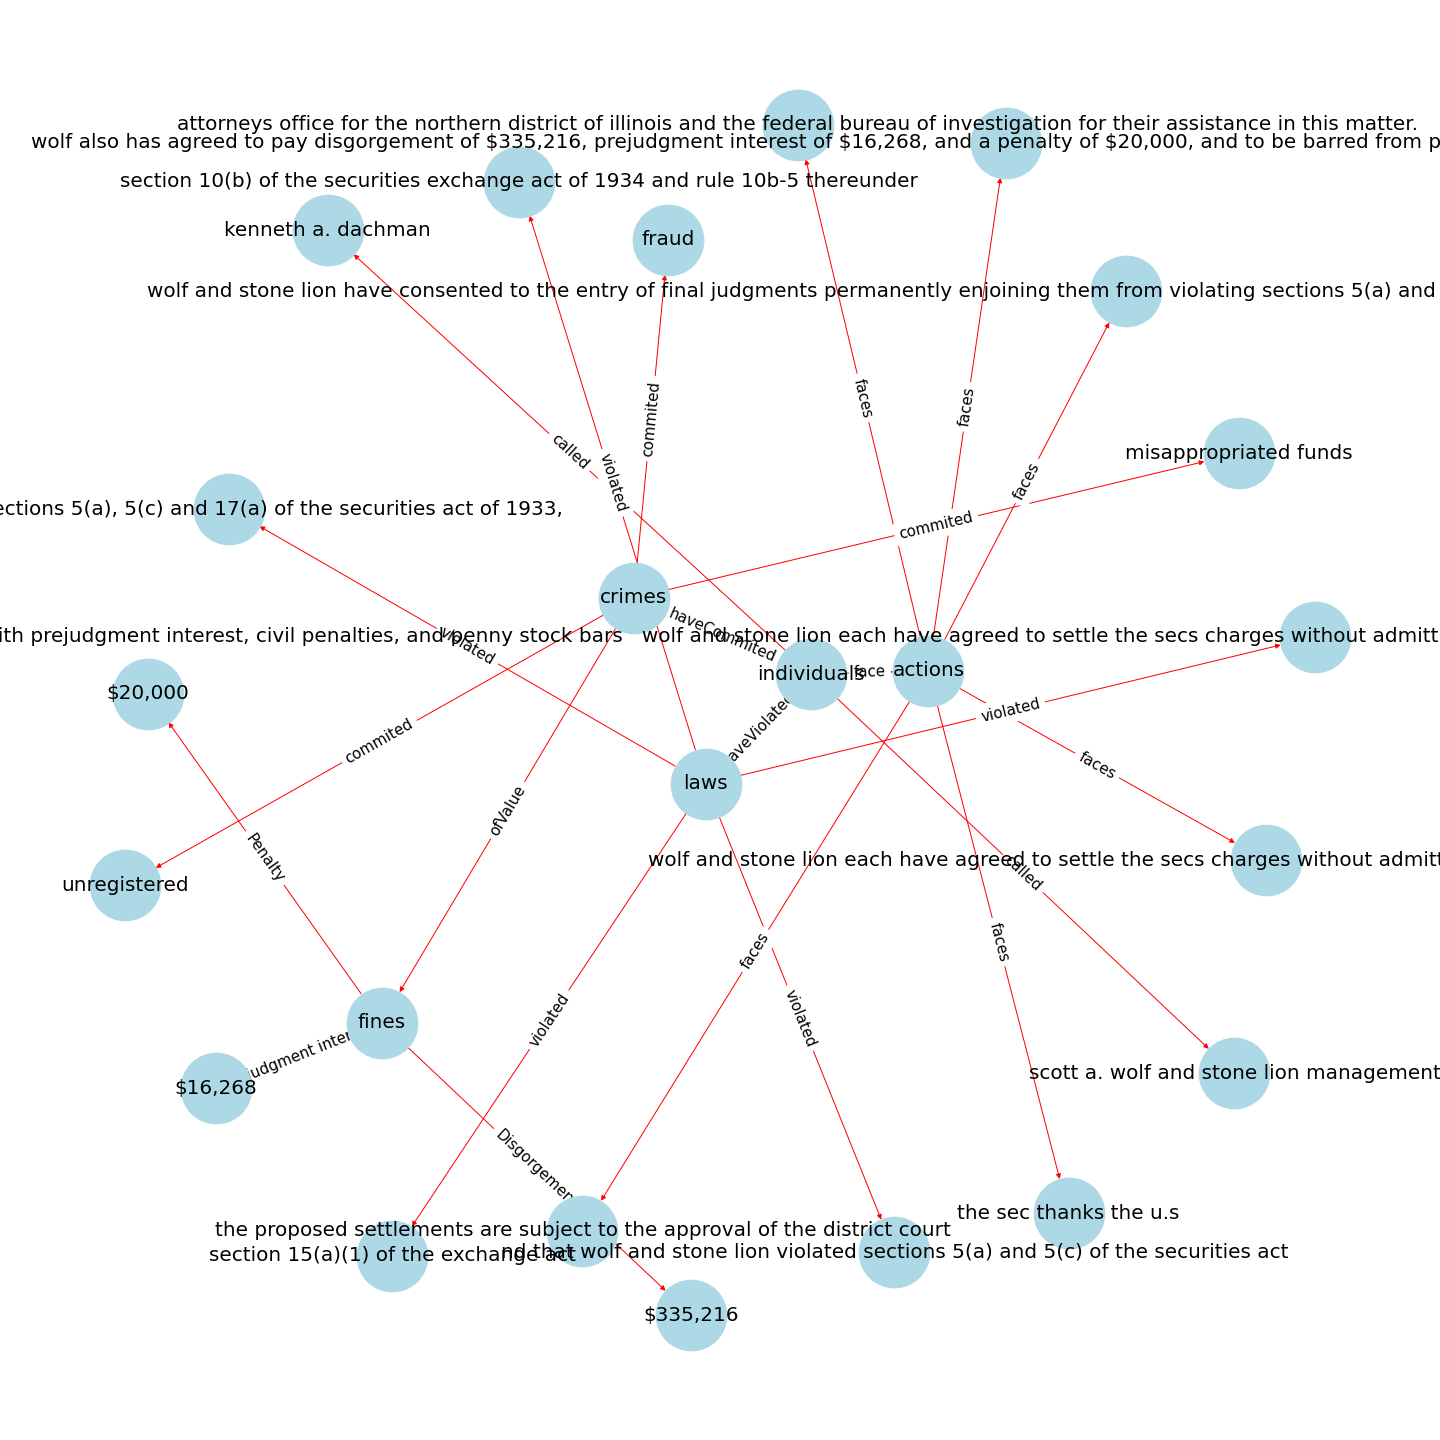 attorneys office for the northern district of illinois and the federal bureau of investigation for their assistance in this matter.
wolf also has agreed to pay disgorgement of $335,216, prejudgment interest of $16,268, and a penalty of $20,000, and to be barred from p
section 10(b) of the securities exchange act of 1934 and rule 10b-5 thereunder
kenneth a. dachman
fraud
wolf and stone lion have consented to the entry of final judgments permanently enjoining them from violating sections 5(a) and
faces
faces
commited
called
misappropriated funds
violated
faces
ections 5(a), 5(c) and 17(a) of the securities act of 1933,
commited
crimes
haveCommited
ith prejudgment interest, civil penalties, and penny stock bars
wolf and stone lion each have agreed to settle the secs charges without admitt
violated
individuals
face
actions
$20,000
laws
aveViolated
violated
commited
faces
ofValue
Penalty
wolf and stone lion each have agreed to settle the secs charges without admitt
called
unregistered
faces
faces
fines
violated
violated
judgment inter
$16,268
scott a. wolf and stone lion management
Disgorgemen
the sec thanks the u.s
the proposed settlements are subject to the approval of the district court
section 15(a)(1) of the exchange act
nd that wolf and stone lion violated sections 5(a) and 5(c) of the securities act
$335,216